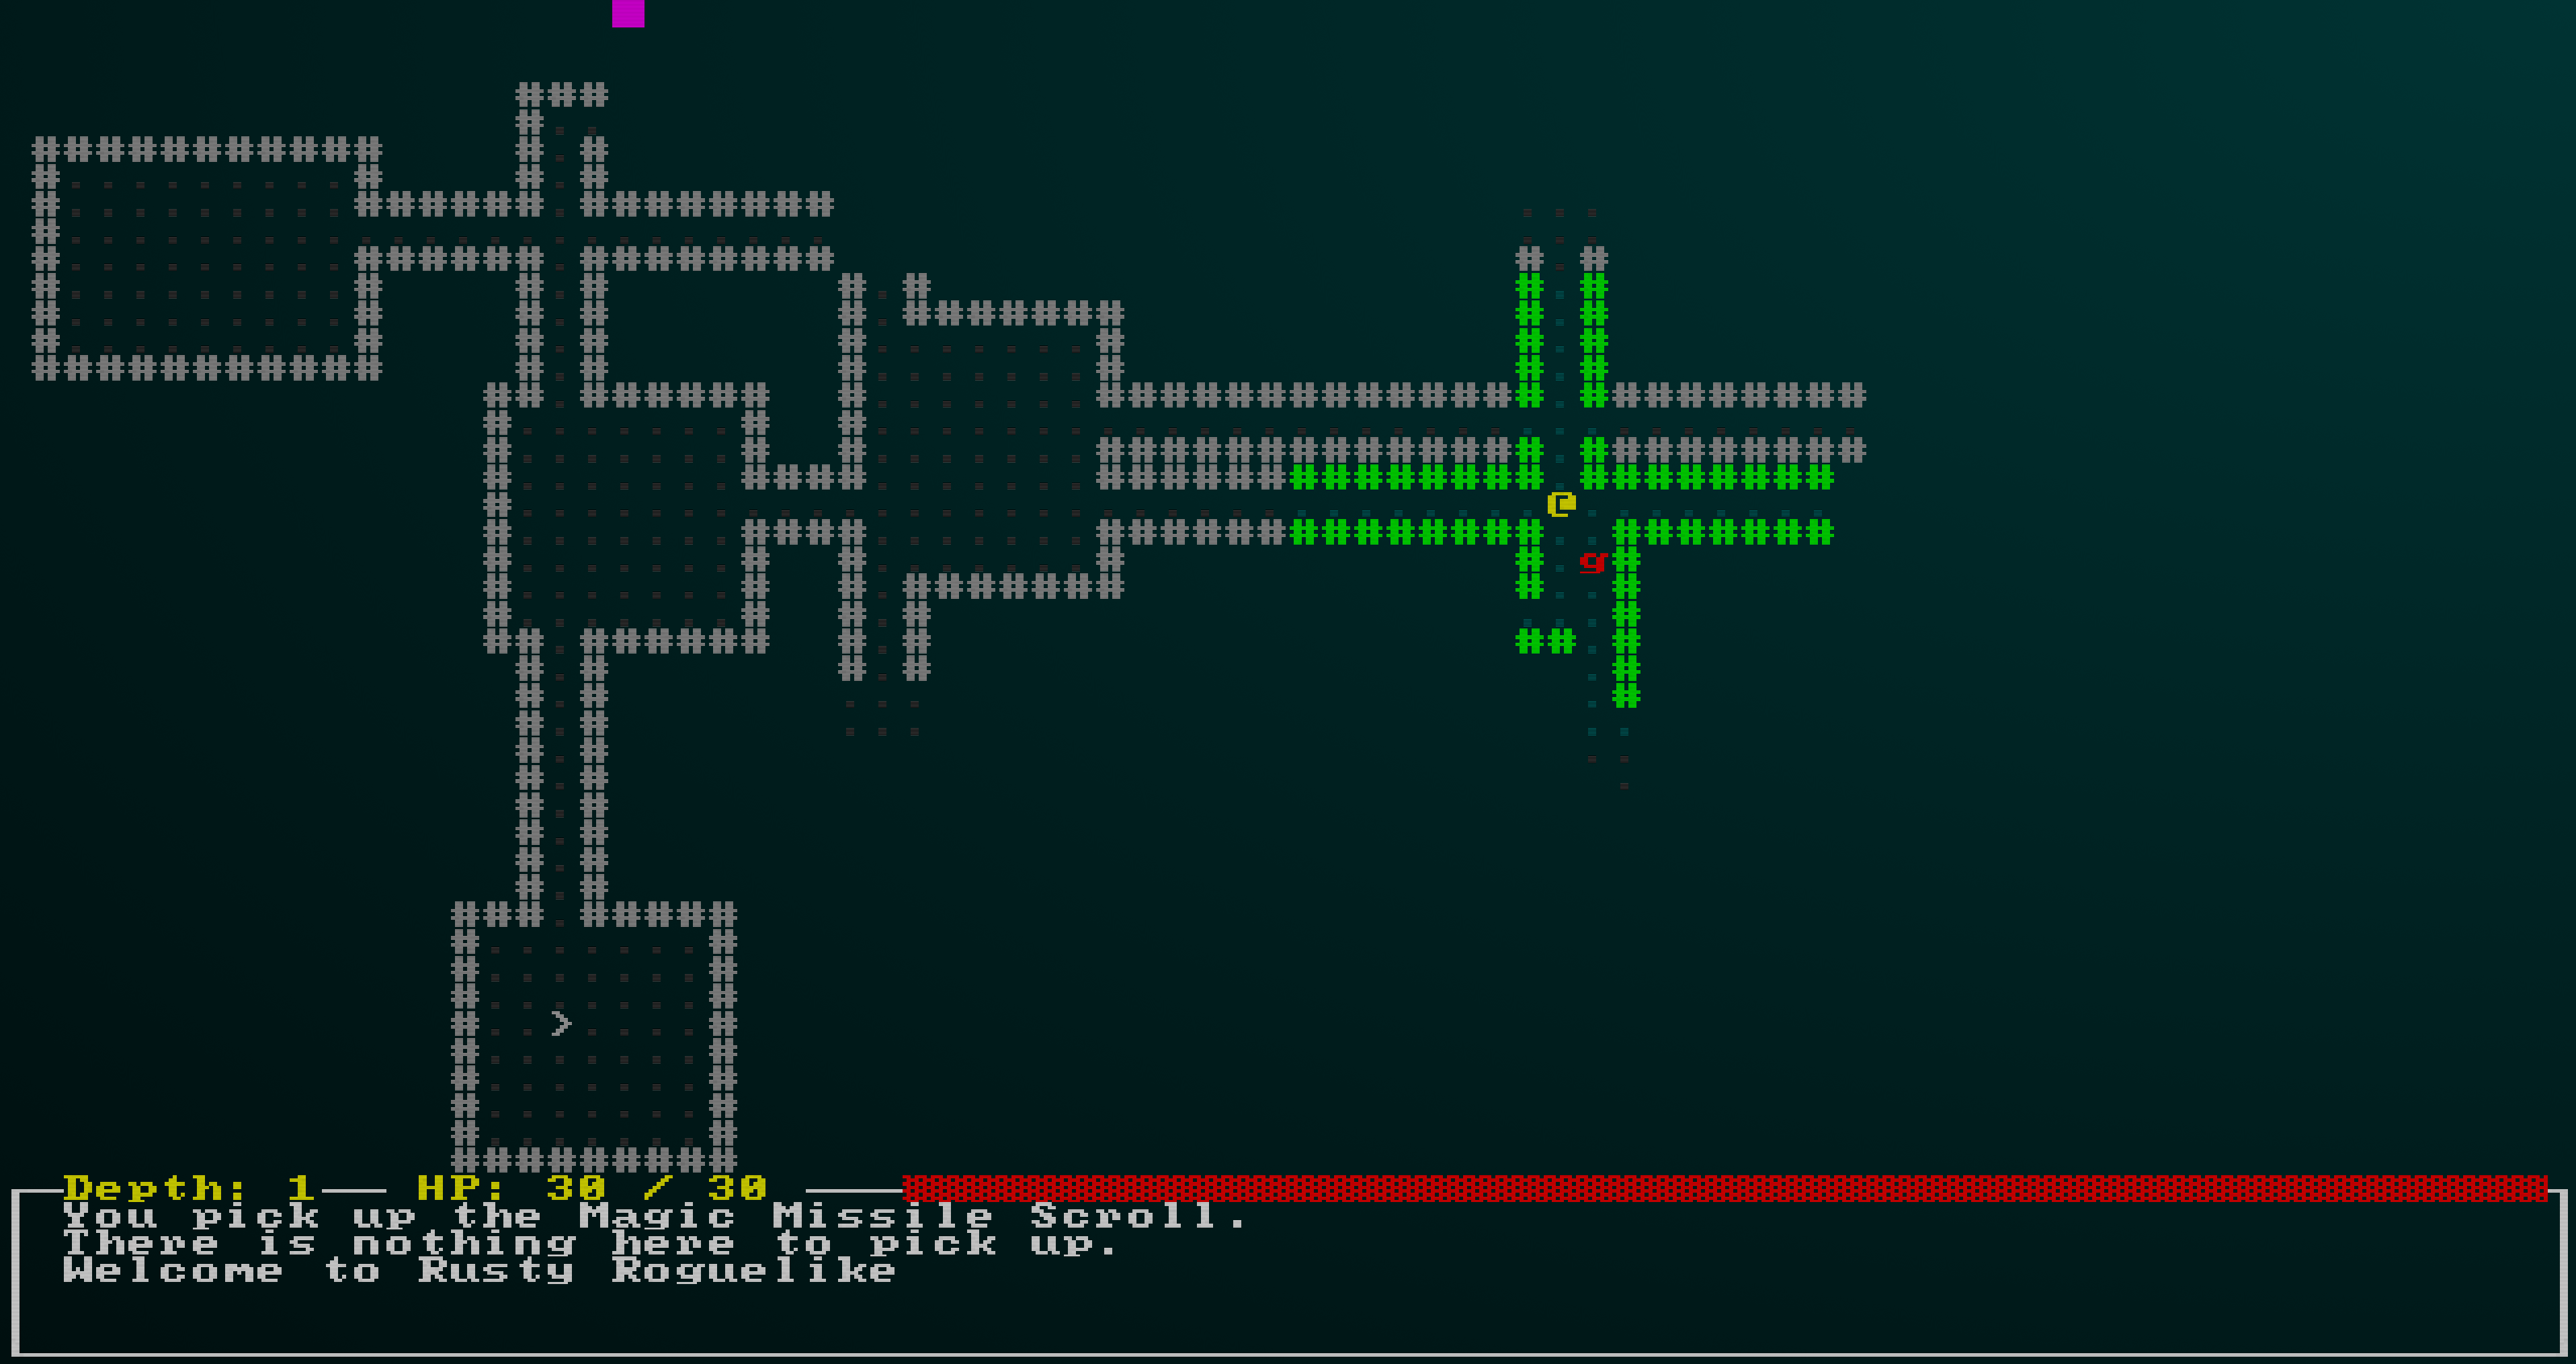 Depth: 1 HP: 30 / 30
You pick up the Magic Missile Scroll.
There is nothing here to pick up.
Welcome to Rusty Roguelike